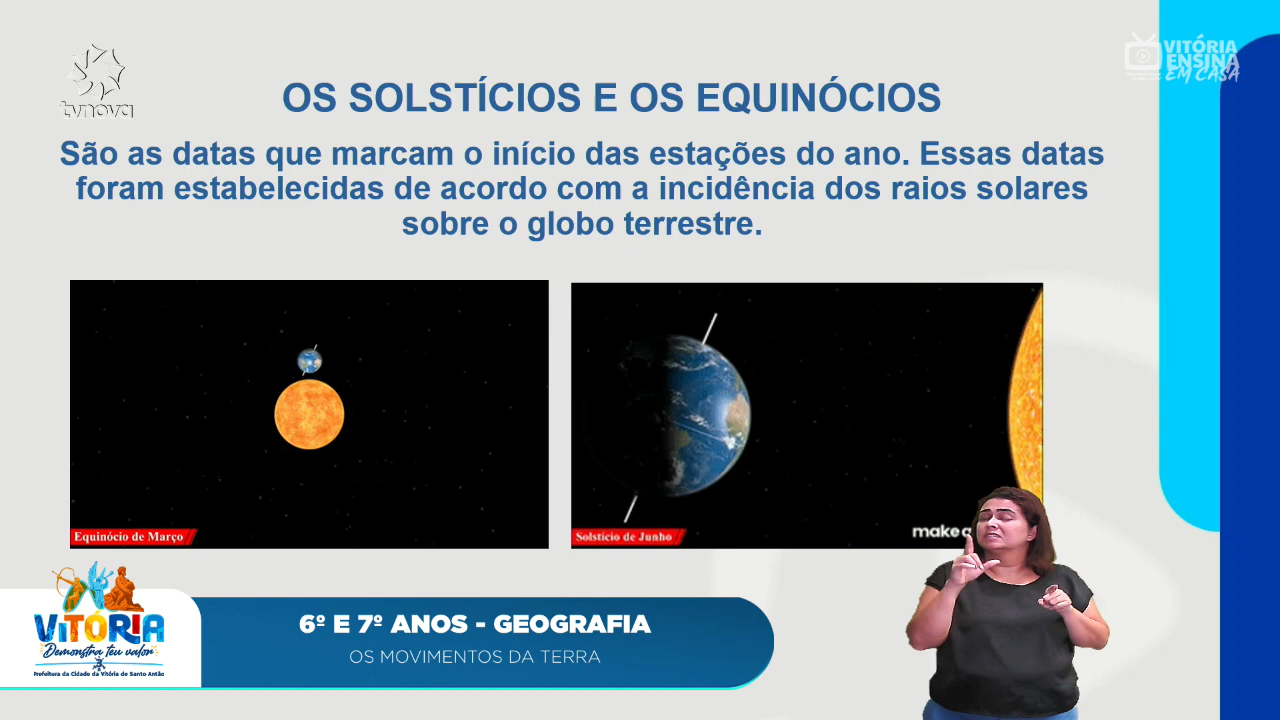 tvnova
VITÓRIA
ENSINA
EM CASA
OS SOLSTÍCIOS E OS EQUINÓCIOS
São as datas que marcam o início das estações do ano. Essas datas
foram estabelecidas de acordo com a incidência dos raios solares
sobre o globo terrestre.
Equinócio de Março
Solstício de Junho
make
VITÓRIA
Demonstra teu valor
Prefeitura da Cidade da Vitória de Santo Antão
6º E 7º ANOS - GEOGRAFIA
OS MOVIMENTOS DA TERRA